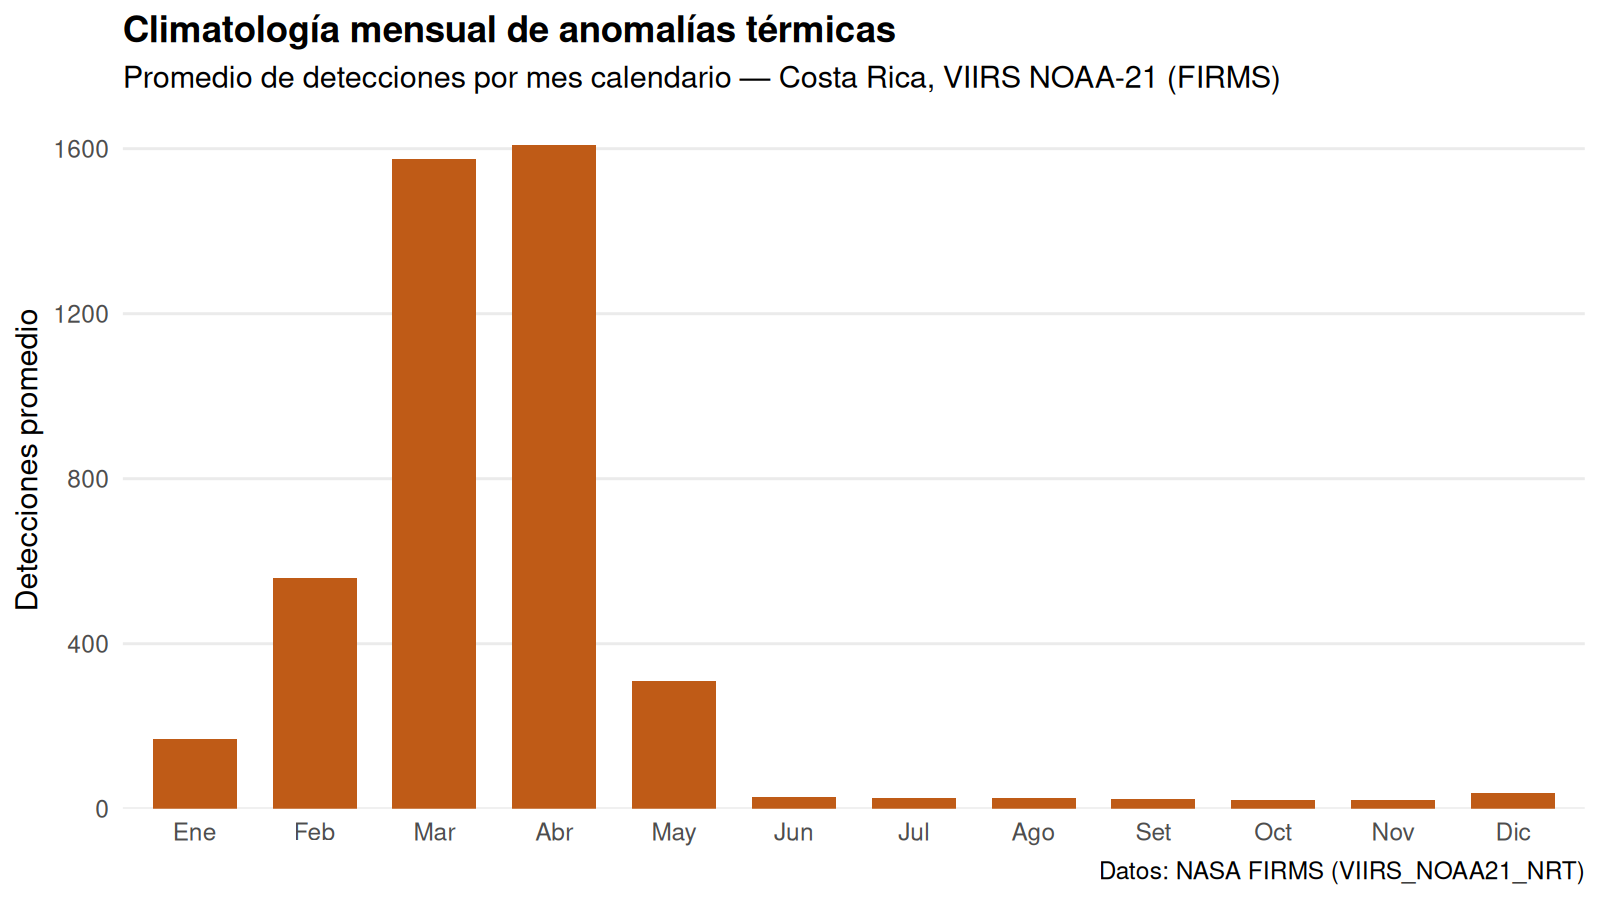 Climatología mensual de anomalías térmicas
Promedio de detecciones por mes calendario — Costa Rica, VIIRS NOAA-21 (FIRMS)
Detecciones promedio
1600
1200
800
400
0
Ene Feb Mar Abr May Jun Jul Ago Set Oct Nov Dic
Datos: NASA FIRMS (VIIRS_NOAA21_NRT)